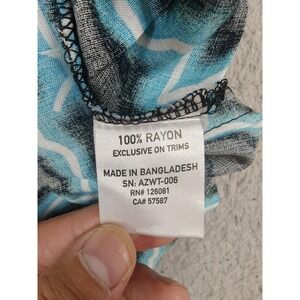 100% RAYON
EXCLUSIVE ON TRIMS
MADE IN BANGLADESH
SN: AZWT-006
RN# 126081
CA# 57587